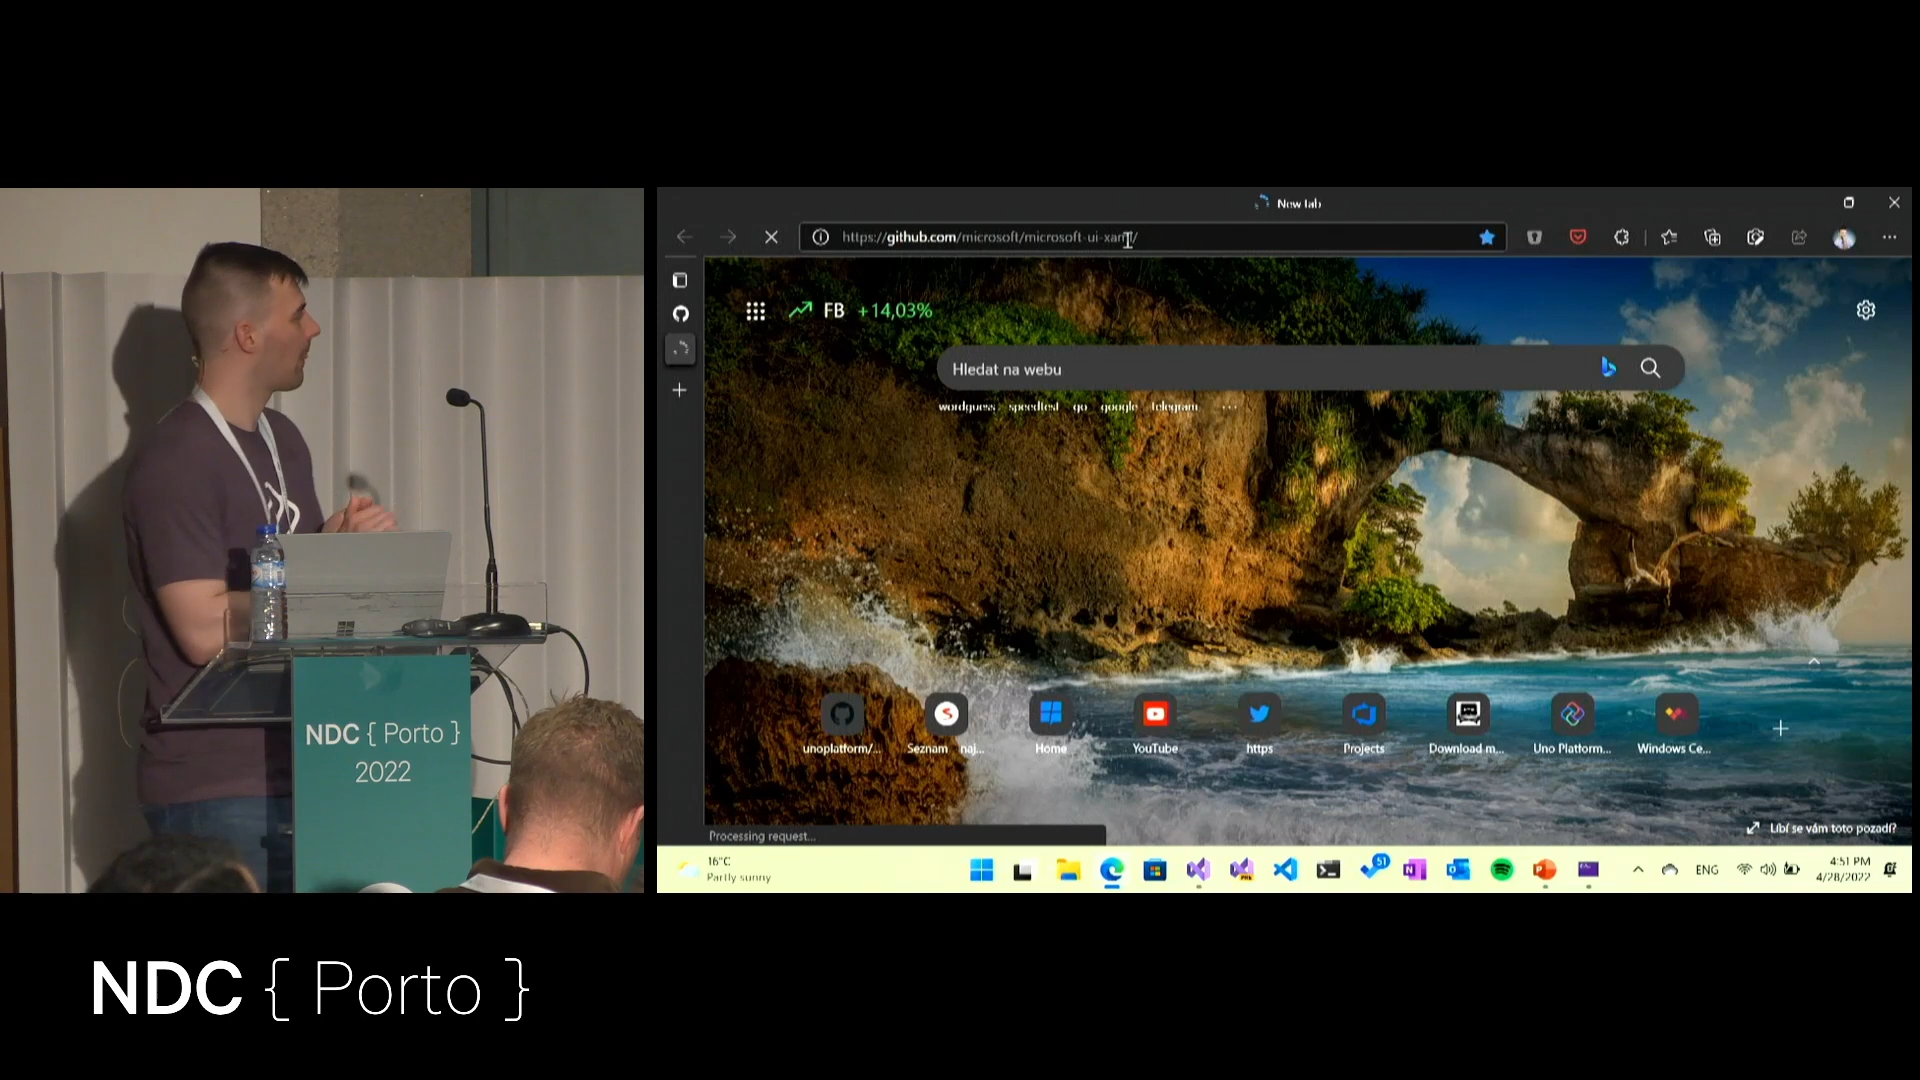 New tab
https://github.com/microsoft/microsoft-ui-xaml/
FB +14,03%
Hledat na webu
wordguess speedtest go google telegram ...
unoplatform/...
Seznam naj...
Home
YouTube
https
Projects
Download m...
Uno Platform...
Windows Ce...
Processing request...
Líbí se vám toto pozadí?
16°C
Partly sunny
51
ENG
4:51 PM
4/28/2022
NDC { Porto }
2022
NDC { Porto }